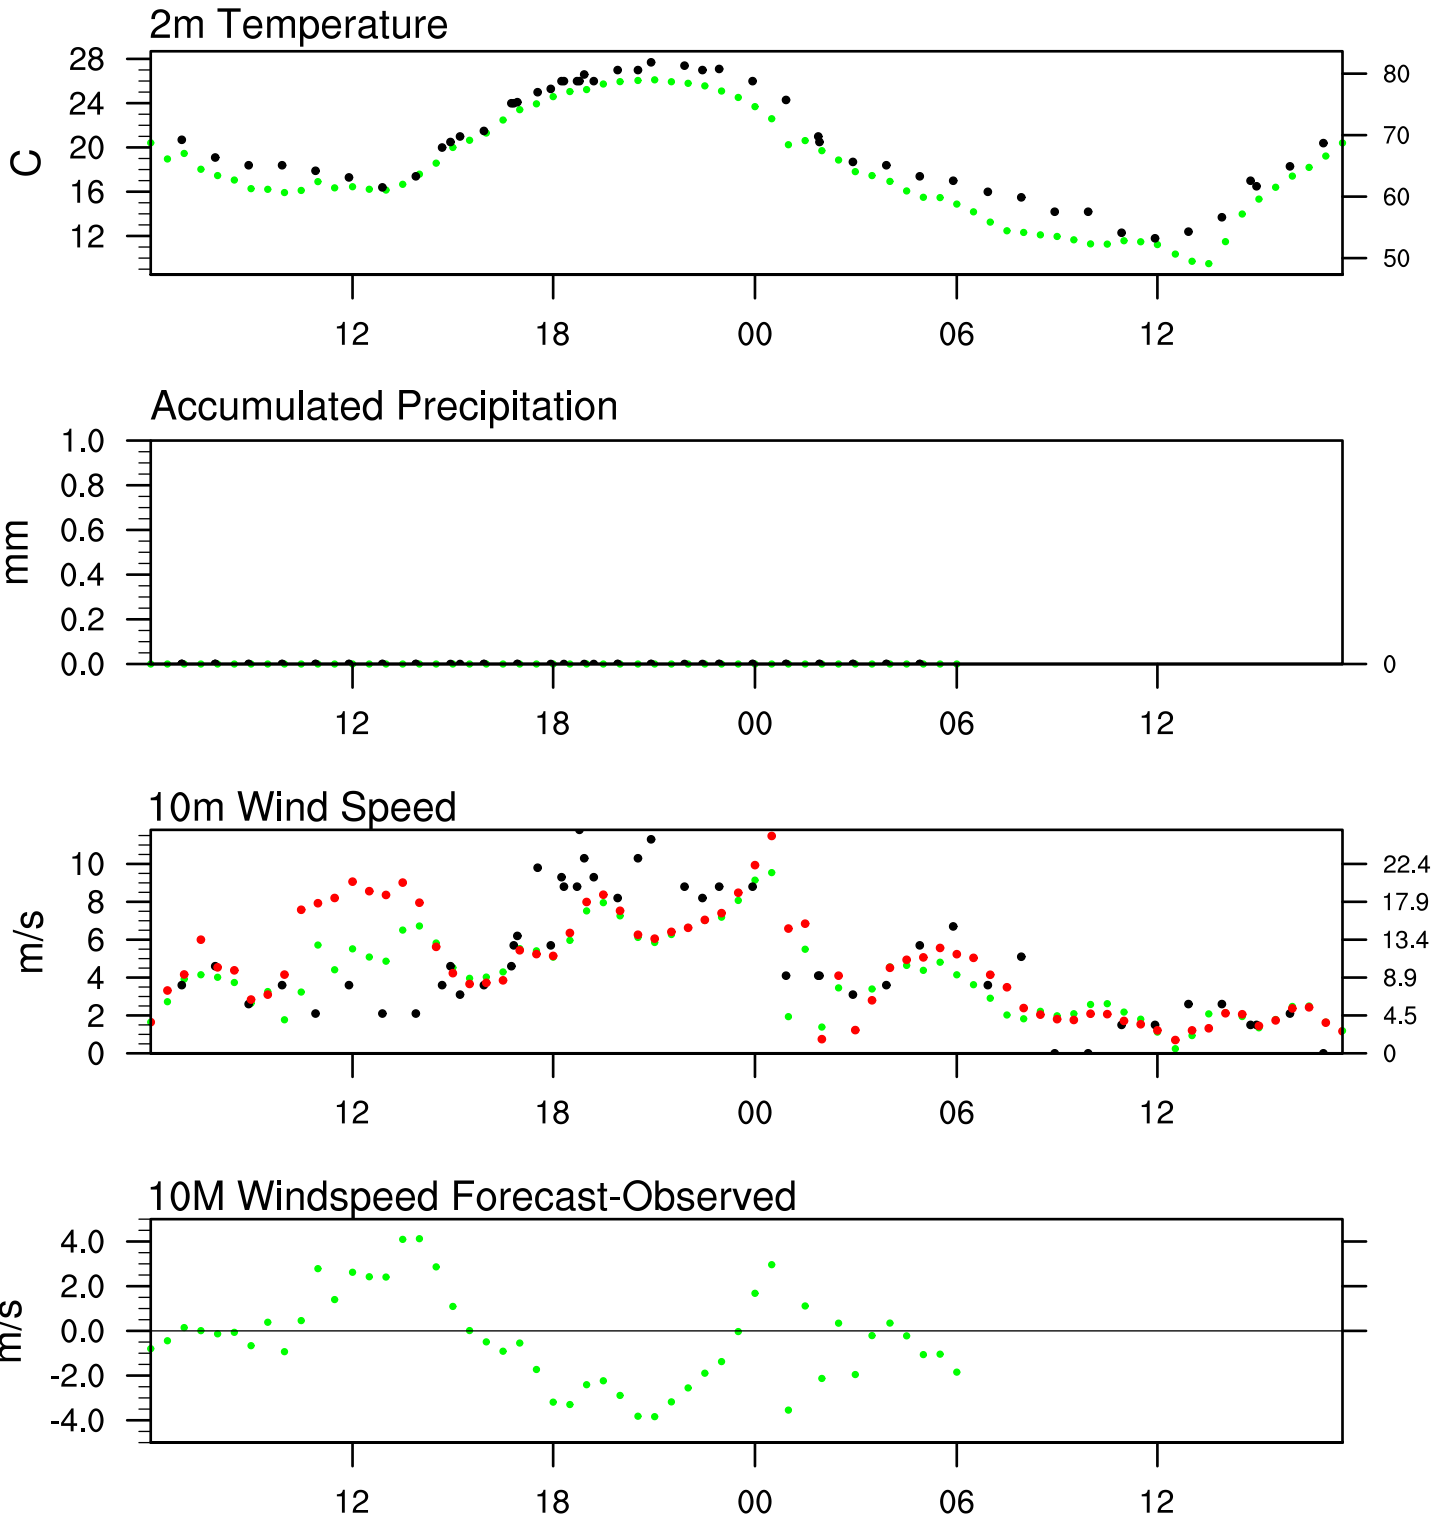 2m Temperature
28
24
20
16
12
C
80
70
60
50
12 18 00 06 12
Accumulated Precipitation
1.0
0.8
0.6
0.4
0.2
0.0
mm
0
12 18 00 06 12
10m Wind Speed
10
8
6
4
2
0
m/s
22.4
17.9
13.4
8.9
4.5
0
12 18 00 06 12
10M Windspeed Forecast-Observed
4.0
2.0
0.0
-2.0
-4.0
m/s
12 18 00 06 12